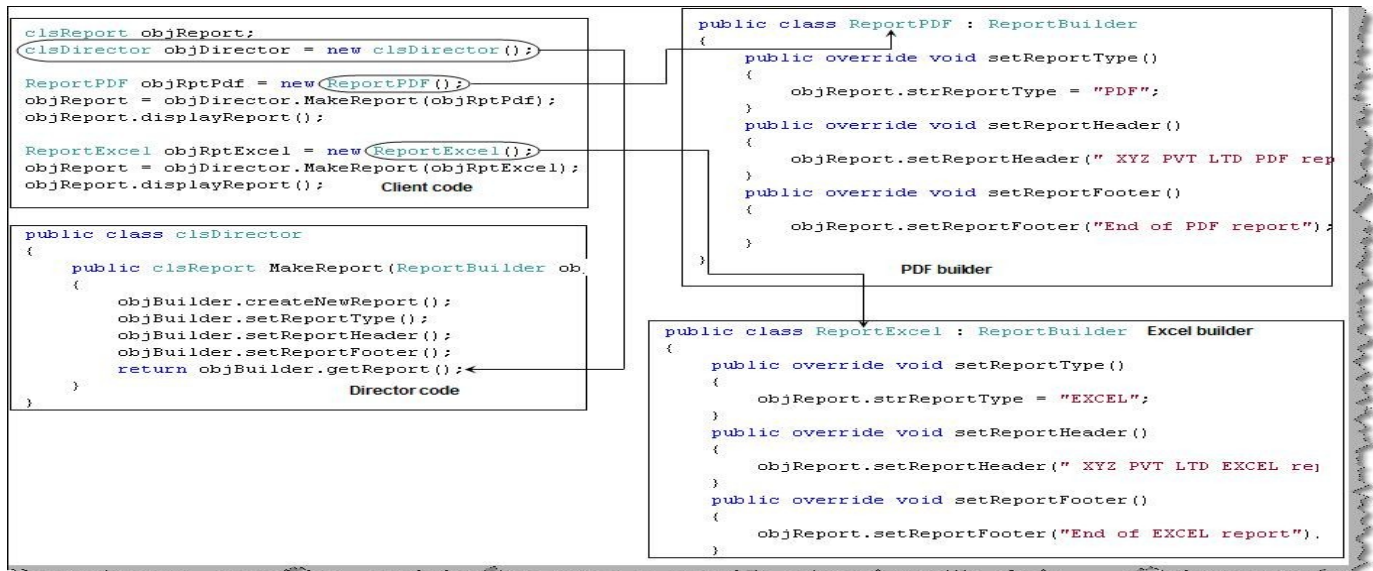 clsReport objReport;
clsDirector objDirector = new clsDirector();
ReportPDF objRptPdf = new ReportPDF();
objReport = objDirector.MakeReport(objRptPdf);
objReport.displayReport();
ReportExcel objRptExcel = new ReportExcel();
objReport = objDirector.MakeReport(objRptExcel);
objReport.displayReport();
Client code
public class clsDirector
{
public clsReport MakeReport(ReportBuilder ob
{
objBuilder.createNewReport();
objBuilder.setReportType();
objBuilder.setReportHeader();
objBuilder.setReportFooter();
return objBuilder.getReport();
}
Director code
}
public class ReportPDF : ReportBuilder
{
public override void setReportType()
{
objReport.strReportType = "PDF";
}
public override void setReportHeader()
{
objReport.setReportHeader(" XYZ PVT LTD PDF rep
}
public override void setReportFooter()
{
objReport.setReportFooter("End of PDF report");
}
}
PDF builder
public class ReportExcel : ReportBuilder Excel builder
{
public override void setReportType()
{
objReport.strReportType = "EXCEL";
}
public override void setReportHeader()
{
objReport.setReportHeader(" XYZ PVT LTD EXCEL re
}
public override void setReportFooter()
{
objReport.setReportFooter("End of EXCEL report")
}